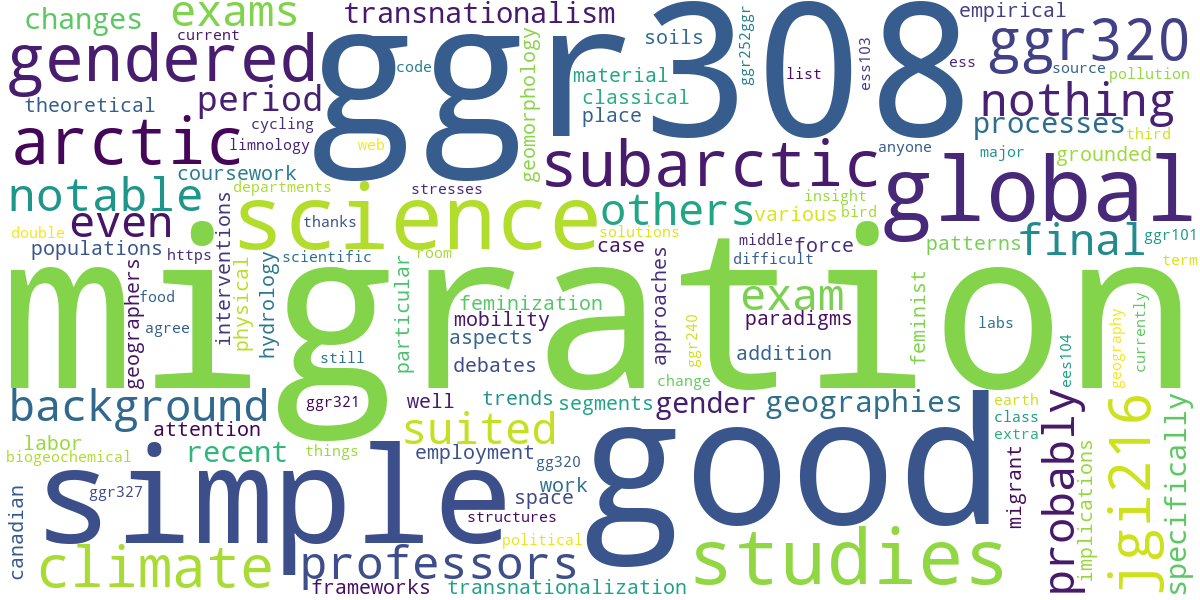 changes
exams
transnationalism
empirical
current
gendered
ggr308
soils
ggr252ggr
ess103
ess
ggr320
code
geomorphology
material
list
source
pollution
theoretical
period
classical
nothing
place
arctic
cycling
limnology
web
subarctic
processes
third
anyone
major
grounded
coursework
departments
stresses
global
notable
science
others
various
insight
bird
even
thanks
double
populations
https
interventions
scientific
room
solutions
case
middle
force
difficult
patterns
final
ggr101
term
migration
geographers
food
agree
physical
hydrology
particular
still
feminization
mobility
aspects
debates
approaches
ggr240
exam
paradigms
addition
feminist
labs
ees104
geography
currently
change
background
ggr321
well
trends
segments
gender
geographies
earth
class
extra
attention
suited
labor
recent
things
employment
biogeochemical
gg320
work
simple
good
ggr327
space
structures
political
canadian
migrant
probably
implications
jgi216
specifically
climate
professors
studies
frameworks
transnationalization